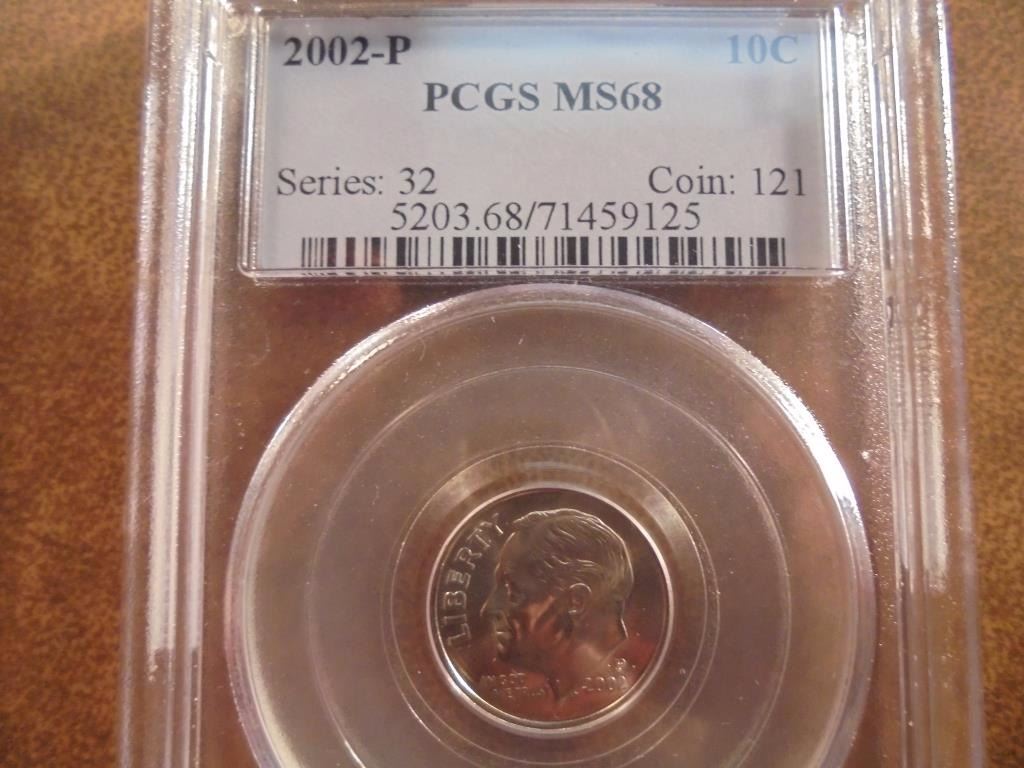 2002-P 10C
PCGS MS68
Series: 32 Coin: 121
5203.68/71459125
LIBERTY
IN GOD
WE TRUST
P
2002